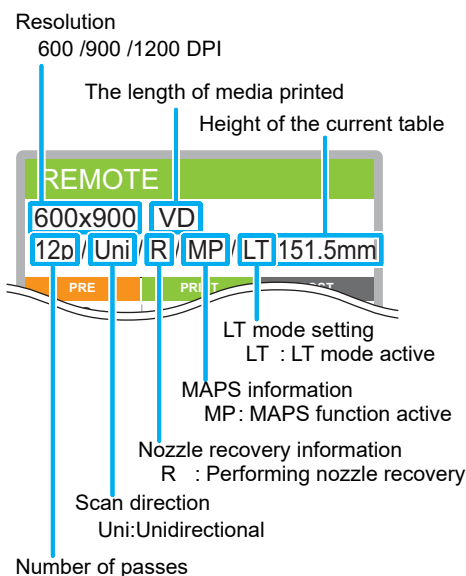 Resolution
600 /900 /1200 DPI
The length of media printed
Height of the current table
REMOTE
600x900 VD
12p/Uni/R/MP/LT 151.5mm
PRE PRINT
LT mode setting
LT : LT mode active
MAPS information
MP: MAPS function active
Nozzle recovery information
R : Performing nozzle recovery
Scan direction
Uni:Unidirectional
Number of passes